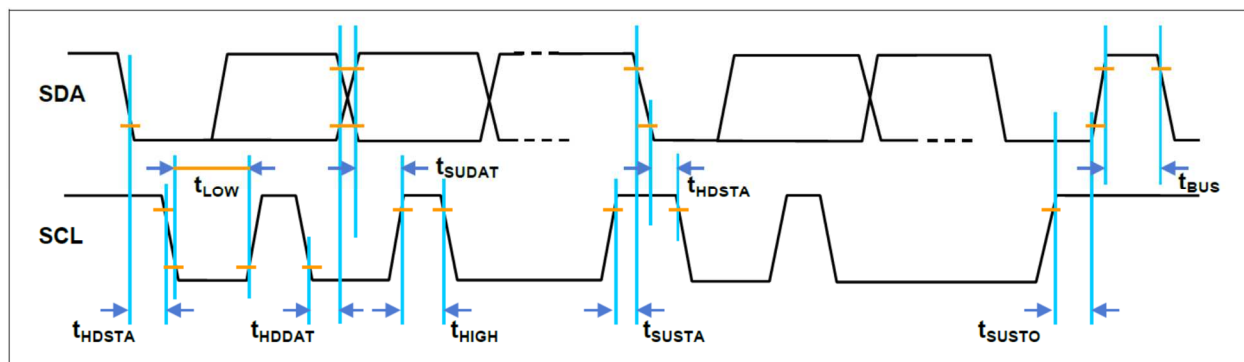 SDA
tSUDAT
tLOW
tHDSTA
tBUS
SCL
tHDSTA
tHDDAT
tHIGH
tSUSTA
tSUSTO